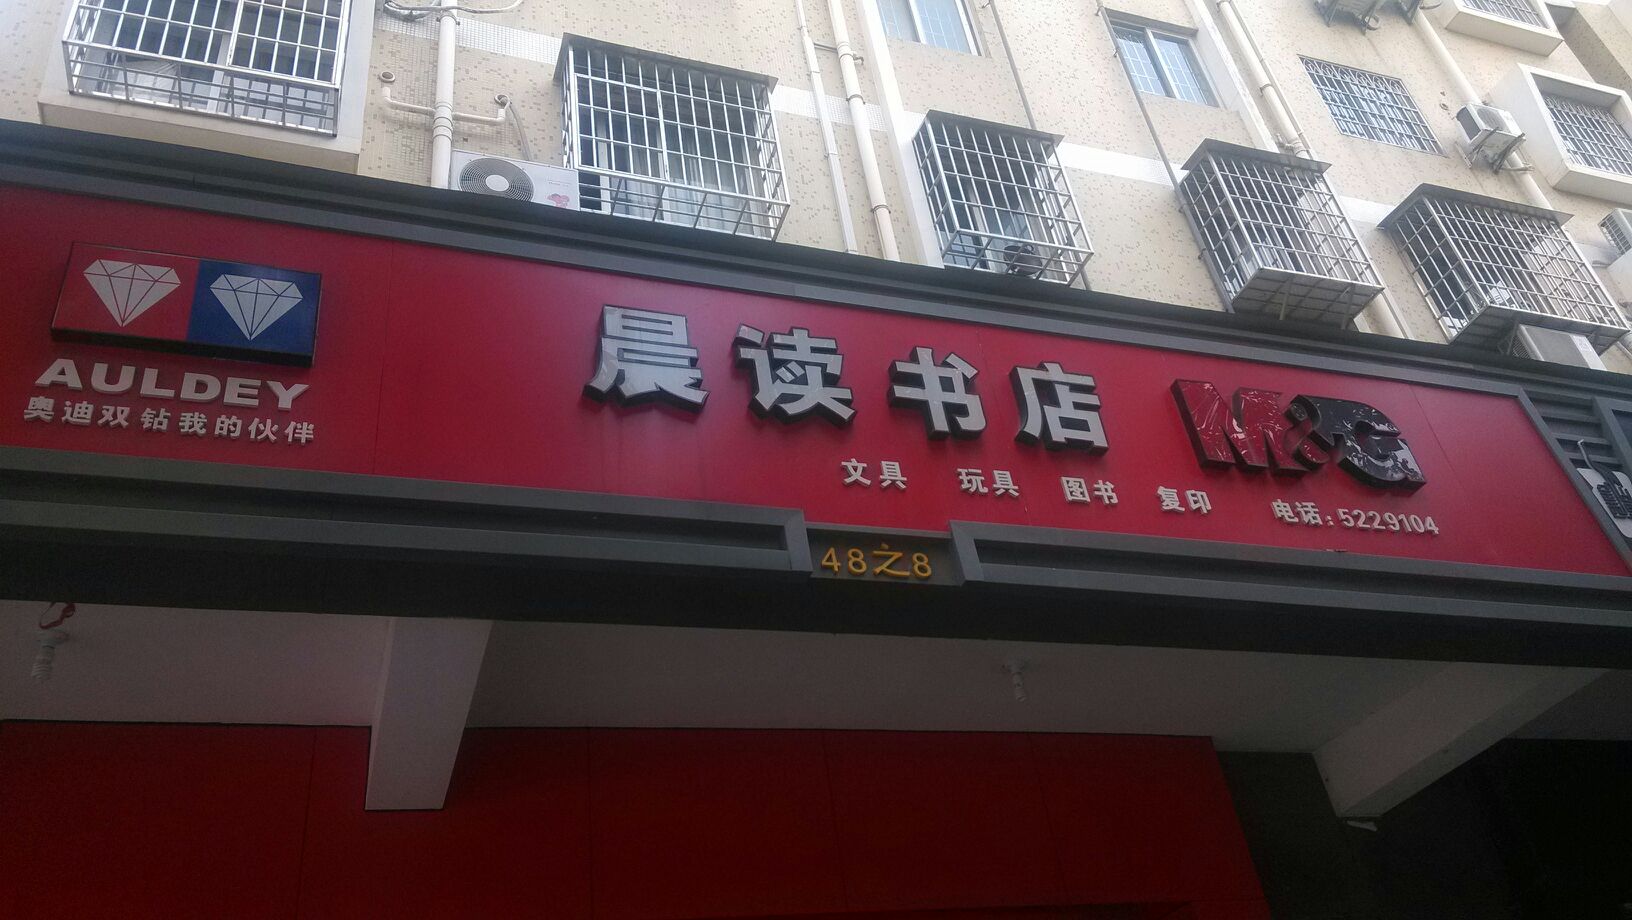 AULDEY
奥迪双钻我的伙伴
晨读书店
M&G
文具 玩具 图书 复印 电话:5229104
48之8